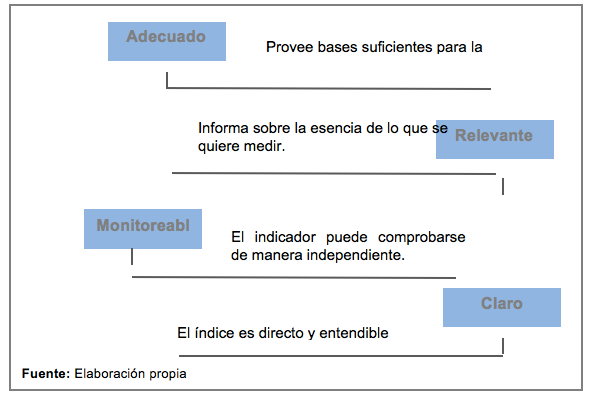 Adecuado
Provee bases suficientes para la
Informa sobre la esencia de lo que se
quiere medir.
Relevante
Monitoreabl
El indicador puede comprobarse
de manera independiente.
Claro
El índice es directo y entendible
Fuente: Elaboración propia